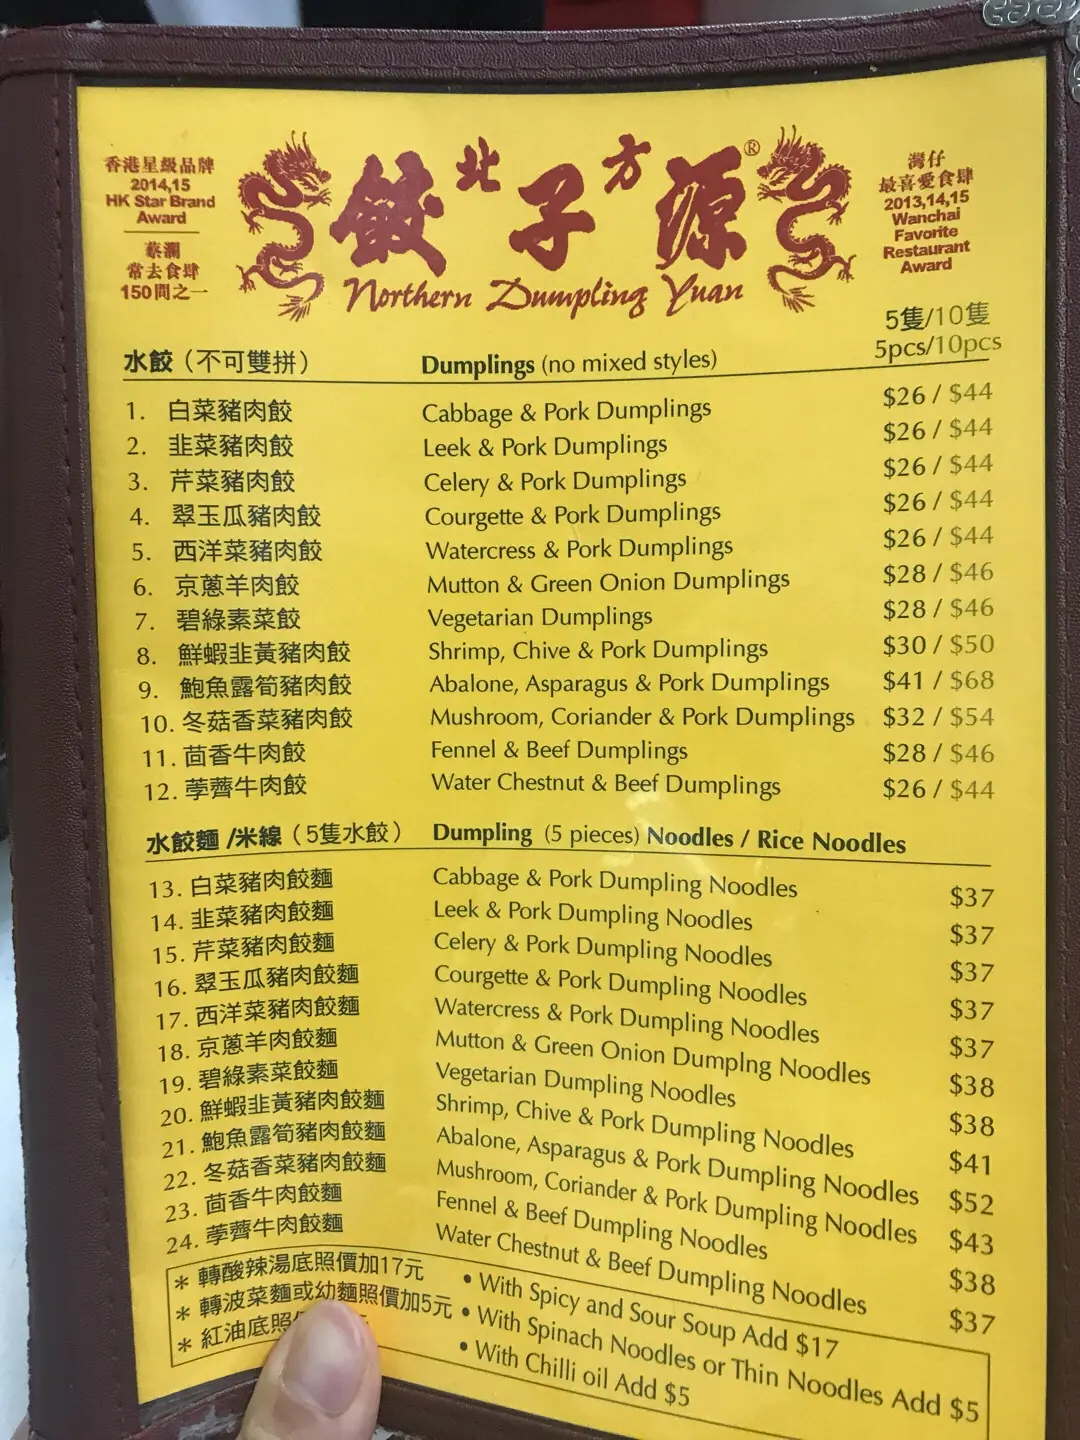 香港星級品牌
2014,15
HK Star Brand
Award
蔡瀾
常去食肆
150間之一
北方
餃子源®
Northern Dumpling Yuan
灣仔
最喜愛食肆
2013,14,15
Wanchai
Favorite
Restaurant
Award
5隻/10隻
5pcs/10pcs
水餃（不可雙拼） Dumplings (no mixed styles)
1. 白菜豬肉餃 Cabbage & Pork Dumplings $26 / $44
2. 韭菜豬肉餃 Leek & Pork Dumplings $26 / $44
3. 芹菜豬肉餃 Celery & Pork Dumplings $26 / $44
4. 翠玉瓜豬肉餃 Courgette & Pork Dumplings $26 / $44
5. 西洋菜豬肉餃 Watercress & Pork Dumplings $26 / $44
6. 京蔥羊肉餃 Mutton & Green Onion Dumplings $28 / $46
7. 碧綠素菜餃 Vegetarian Dumplings $28 / $46
8. 鮮蝦韭黃豬肉餃 Shrimp, Chive & Pork Dumplings $30 / $50
9. 鮑魚露筍豬肉餃 Abalone, Asparagus & Pork Dumplings $41 / $68
10. 冬菇香菜豬肉餃 Mushroom, Coriander & Pork Dumplings $32 / $54
11. 茴香牛肉餃 Fennel & Beef Dumplings $28 / $46
12. 荸薺牛肉餃 Water Chestnut & Beef Dumplings $26 / $44
水餃麵 /米線（5隻水餃） Dumpling (5 pieces) Noodles / Rice Noodles
13. 白菜豬肉餃麵 Cabbage & Pork Dumpling Noodles $37
14. 韭菜豬肉餃麵 Leek & Pork Dumpling Noodles $37
15. 芹菜豬肉餃麵 Celery & Pork Dumpling Noodles $37
16. 翠玉瓜豬肉餃麵 Courgette & Pork Dumpling Noodles $37
17. 西洋菜豬肉餃麵 Watercress & Pork Dumpling Noodles $37
18. 京蔥羊肉餃麵 Mutton & Green Onion Dumplng Noodles $38
19. 碧綠素菜餃麵 Vegetarian Dumpling Noodles $38
20. 鮮蝦韭黃豬肉餃麵 Shrimp, Chive & Pork Dumpling Noodles $41
21. 鮑魚露筍豬肉餃麵 Abalone, Asparagus & Pork Dumpling Noodles $52
22. 冬菇香菜豬肉餃麵 Mushroom, Coriander & Pork Dumpling Noodles $43
23. 茴香牛肉餃麵 Fennel & Beef Dumpling Noodles $38
24. 荸薺牛肉餃麵 Water Chestnut & Beef Dumpling Noodles $37
* 轉酸辣湯底照價加17元 • With Spicy and Sour Soup Add $17
* 轉波菜麵或幼麵照價加5元 • With Spinach Noodles or Thin Noodles Add $5
* 紅油底照 • With Chilli oil Add $5